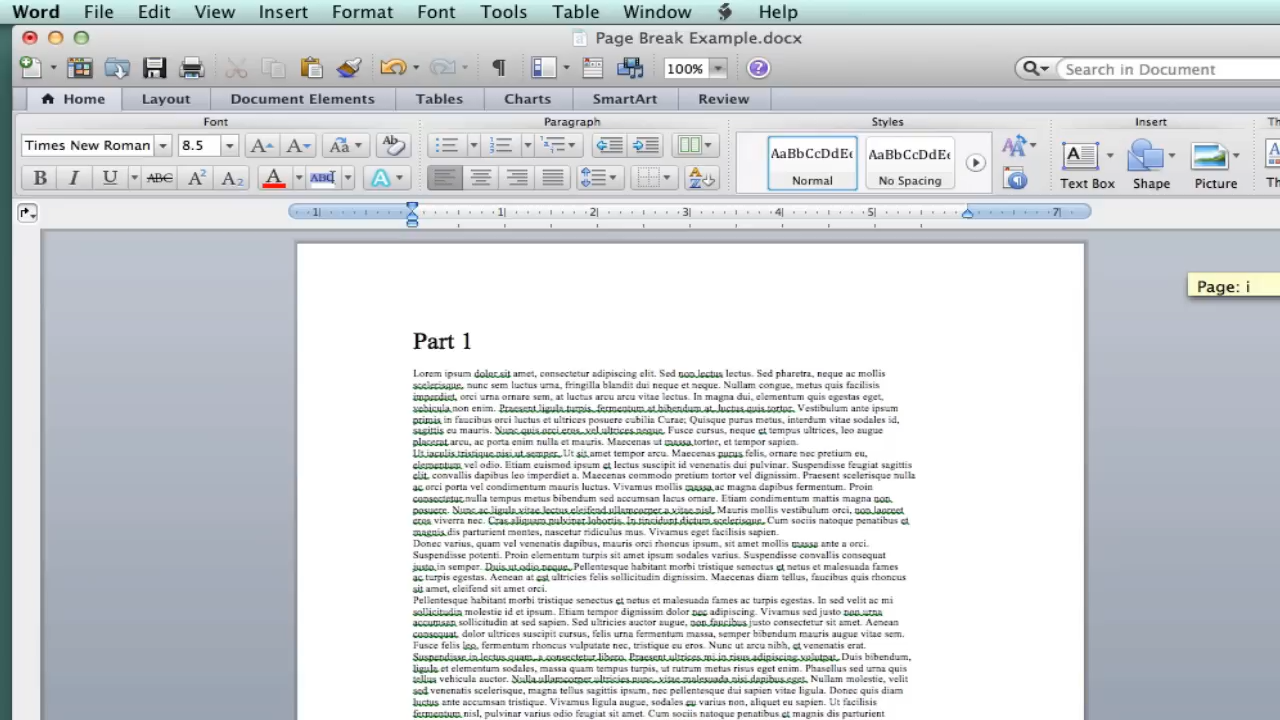 Word File Edit View Insert Format Font Tools Table Window Help
Page Break Example.docx
100% Search in Document
Home Layout Document Elements Tables Charts SmartArt Review
Font Paragraph Styles Insert Th
Times New Roman 8.5 AaBbCcDdEe AaBbCcDdEe
Normal No Spacing Text Box Shape Picture Th
1 1 2 3 4 5 7
Page: i
Part 1
Lorem ipsum dolor sit amet, consectetur adipiscing elit. Sed non lectus lectus. Sed pharetra, neque ac mollis
scelerisque, nunc sem luctus urna, fringilla blandit dui neque et neque. Nullam congue, metus quis facilisis
imperdiet, orci urna ornare sem, at luctus arcu arcu vitae lectus. In magna dui, elementum quis egestas eget,
vehicula non enim. Praesent ligula turpis, fermentum at bibendum at, luctus quis tortor. Vestibulum ante ipsum
primis in faucibus orci luctus et ultrices posuere cubilia Curae; Quisque purus metus, interdum vitae sodales id,
sagittis eu mauris. Nunc quis orci eros, vel ultrices neque. Fusce cursus, neque et tempus ultrices, leo augue
placerat arcu, ac porta enim nulla et mauris. Maecenas ut massa tortor, et tempor sapien.
Ut iaculis tristique nisi ut semper. Ut sit amet tempor arcu. Maecenas purus felis, ornare nec pretium eu,
elementum vel odio. Etiam euismod ipsum et lectus suscipit id venenatis dui pulvinar. Suspendisse feugiat sagittis
elit, convallis dapibus leo imperdiet a. Maecenas commodo pretium tortor vel dignissim. Praesent scelerisque nulla
ac orci porta vel condimentum mauris luctus. Vivamus mollis massa ac magna dapibus fermentum. Proin
consectetur nulla tempus metus bibendum sed accumsan lacus ornare. Etiam condimentum mattis magna non
posuere. Nunc ac ligula vitae lectus eleifend ullamcorper a vitae nisl. Mauris mollis vestibulum orci, non laoreet
eros viverra nec. Cras aliquam pulvinar lobortis. In tincidunt dictum scelerisque. Cum sociis natoque penatibus et
magnis dis parturient montes, nascetur ridiculus mus. Vivamus eget facilisis sapien.
Donec varius, quam vel venenatis dapibus, mauris orci rhoncus ipsum, sit amet mollis massa ante a orci.
Suspendisse potenti. Proin elementum turpis sit amet ipsum sodales varius. Suspendisse convallis consequat
justo in semper. Duis ut odio neque. Pellentesque habitant morbi tristique senectus et netus et malesuada fames
ac turpis egestas. Aenean at est ultricies felis sollicitudin dignissim. Maecenas diam tellus, faucibus quis rhoncus
sit amet, eleifend sit amet orci.
Pellentesque habitant morbi tristique senectus et netus et malesuada fames ac turpis egestas. In sed velit ac mi
sollicitudin molestie id et ipsum. Etiam tempor dignissim dolor nec adipiscing. Vivamus sed justo non urna
accumsan sollicitudin at sed sapien. Sed ultricies auctor augue, non faucibus justo consectetur sit amet. Aenean
consequat, dolor ultrices suscipit cursus, felis urna fermentum massa, semper bibendum mauris augue vitae sem.
Fusce felis leo, fermentum rhoncus vulputate nec, tristique eu eros. Nunc ut arcu nibh, et venenatis erat.
Suspendisse in lectus quam, a consectetur libero. Praesent ultrices mi in risus adipiscing volutpat. Duis bibendum,
ligula et elementum sodales, massa quam tempus turpis, ut rutrum metus risus eget enim. Phasellus sed urna quis
tellus vehicula auctor. Nulla ullamcorper ultricies nunc, vitae malesuada nisi dapibus eget. Nullam molestie, velit
sed venenatis scelerisque, magna tellus sagittis ipsum, nec pellentesque dui sapien vitae ligula. Donec quis diam
luctus ante accumsan tristique. Vivamus ligula augue, sodales eu varius non, aliquet eu sapien. Ut facilisis
fermentum nisl, pulvinar varius odio feugiat sit amet. Cum sociis natoque penatibus et magnis dis parturient